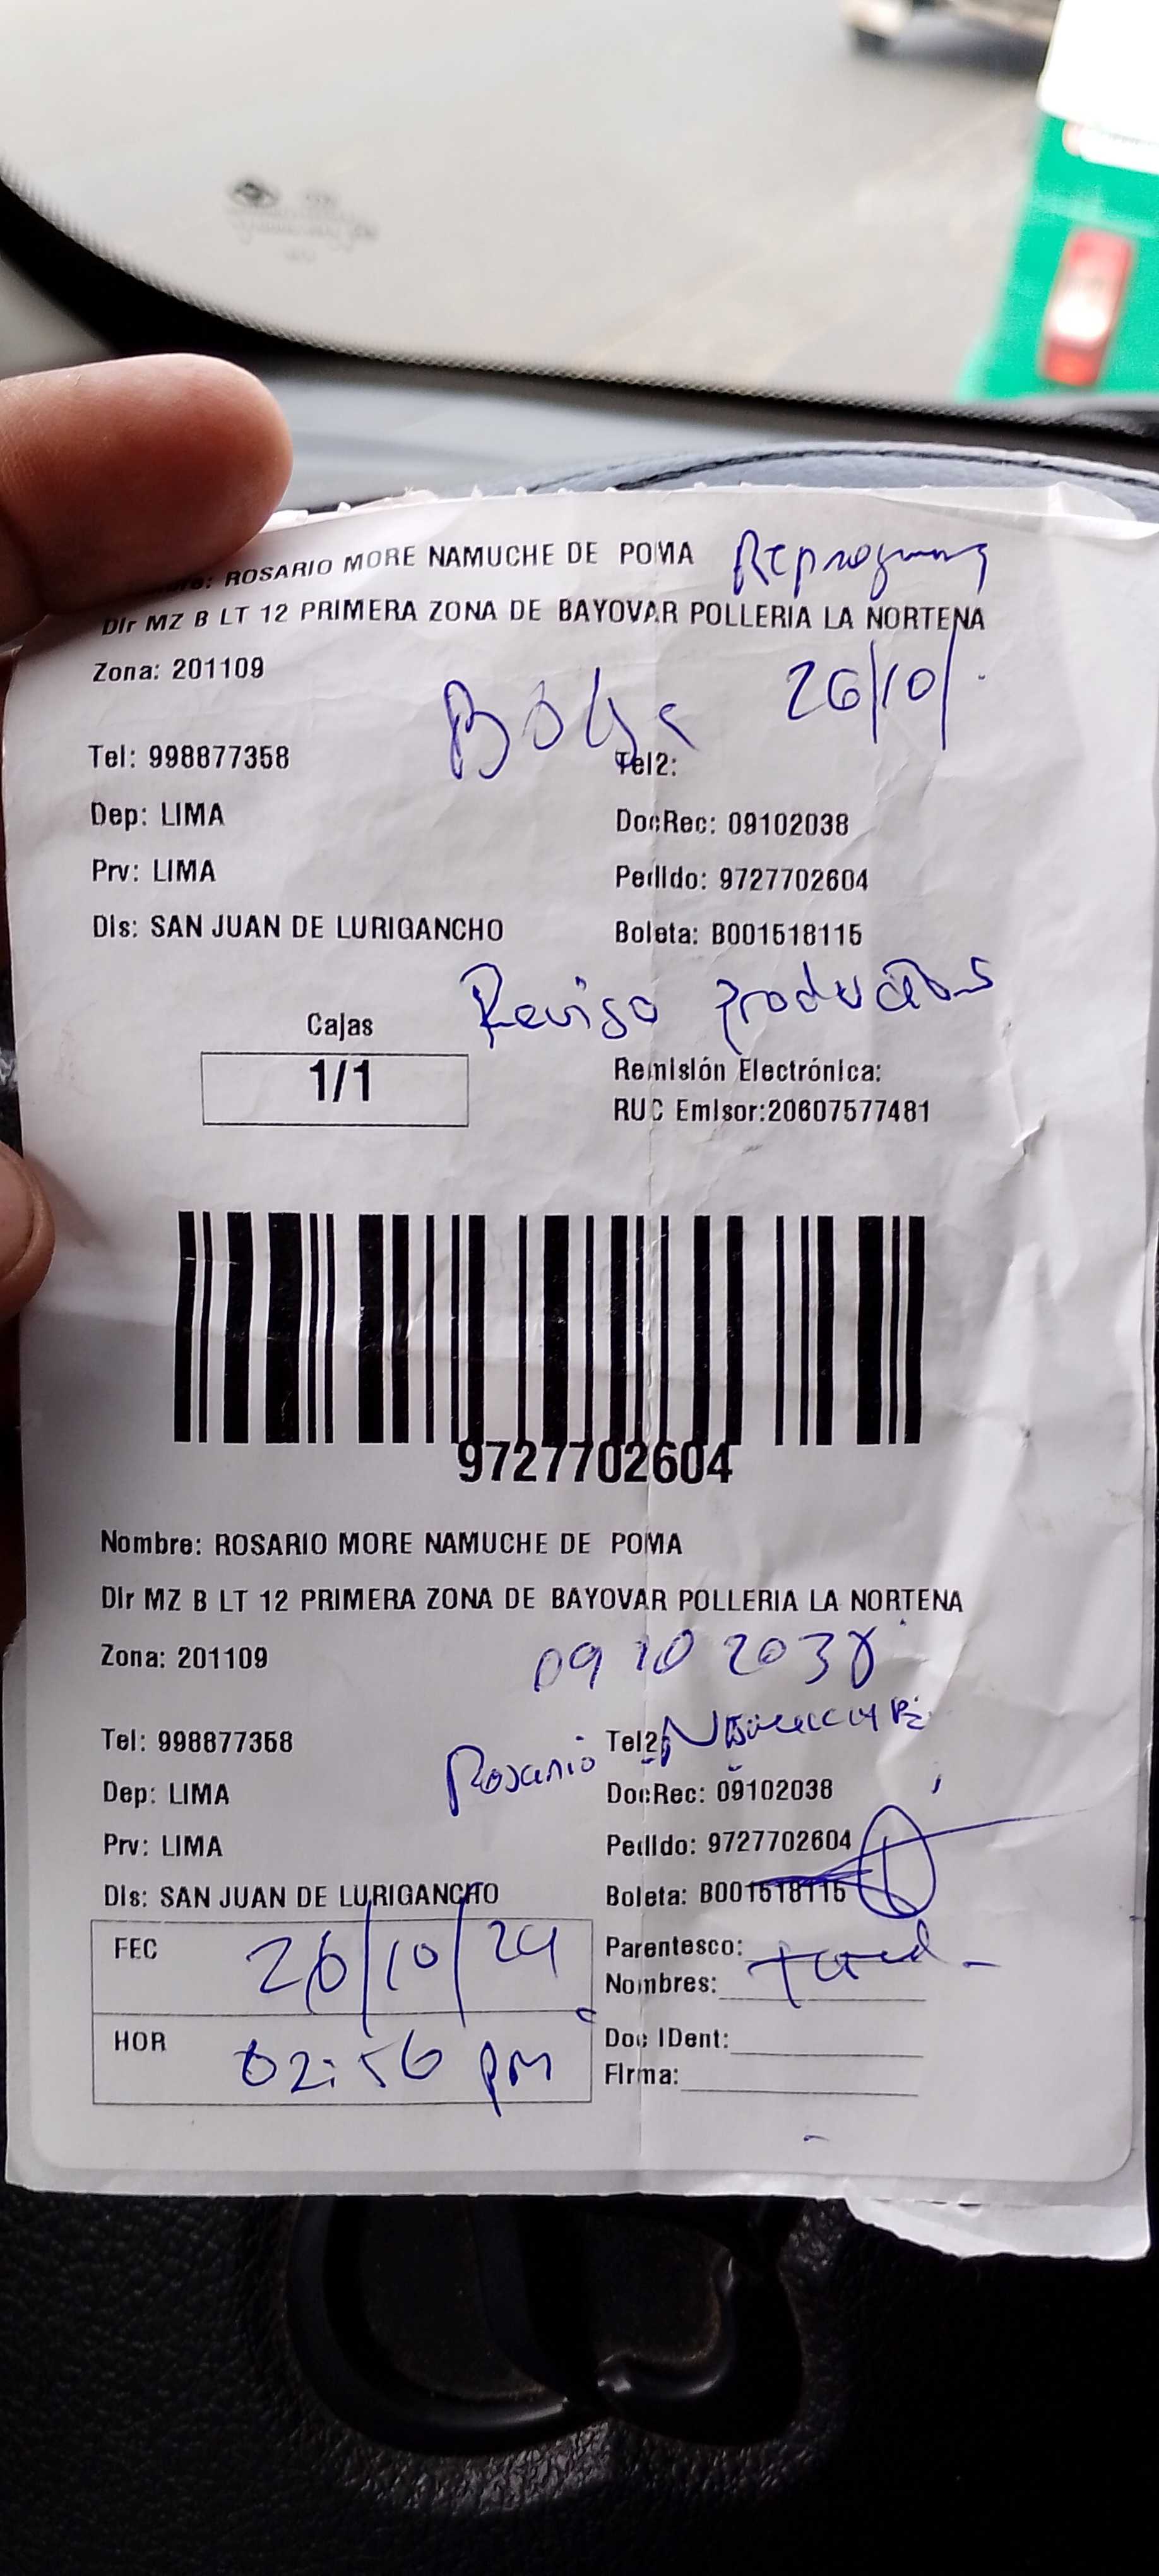 ROSARIO MORE NAMUCHE DE POMA
DIr MZ B LT 12 PRIMERA ZONA DE BAYOVAR POLLERIA LA NORTENA
Zona: 201109
26/10/
Bolsa
Tel: 998877358
Tel2:
Dep: LIMA
DocRec: 09102038
Prv: LIMA
Pedido: 9727702604
Dis: SAN JUAN DE LURIGANCHO
Boleta: B001518115
Reviso productos
Cajas
1/1
Remisión Electrónica:
RUC Emisor:20607577481
9727702604
Nombre: ROSARIO MORE NAMUCHE DE POMA
DIr MZ B LT 12 PRIMERA ZONA DE BAYOVAR POLLERIA LA NORTENA
Zona: 201109
09 10 2038
Tel: 998877358
Tel2:
Rosario
Dep: LIMA
DocRec: 09102038
Prv: LIMA
Pedido: 9727702604
Dis: SAN JUAN DE LURIGANCHO
Boleta: B001518115
FEC 26/10/24
Parentesco:
Nombres:
HOR 02:56 pm
Doc IDent:
Firma: